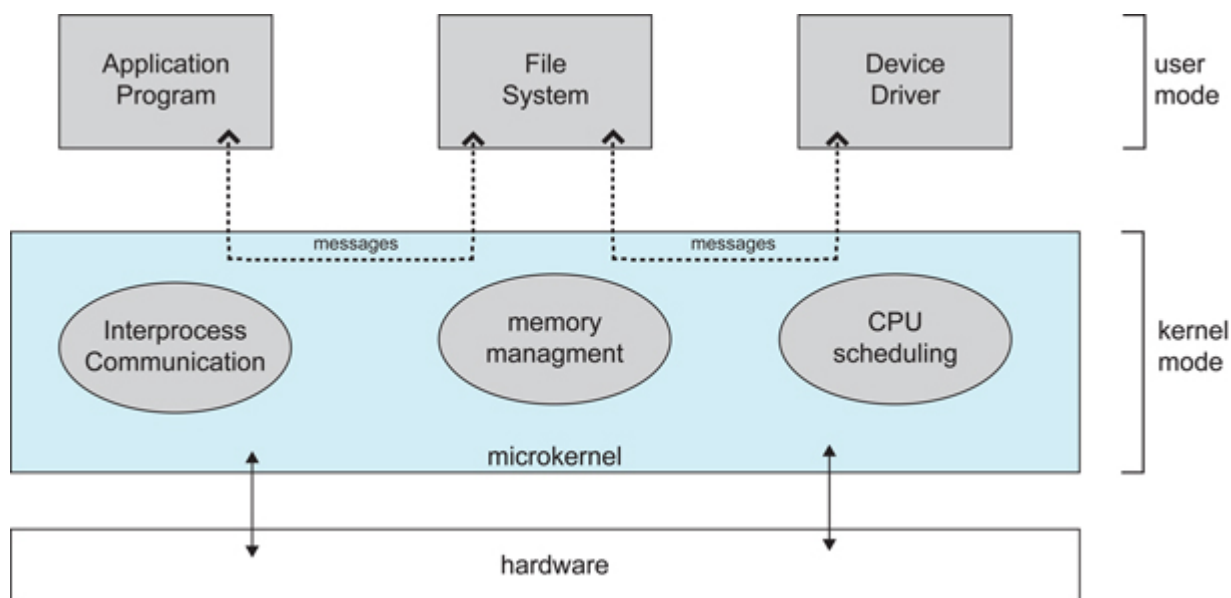 Application
Program
File
System
Device
Driver
user
mode
messages
messages
Interprocess
Communication
memory
managment
CPU
scheduling
kernel
mode
microkernel
hardware